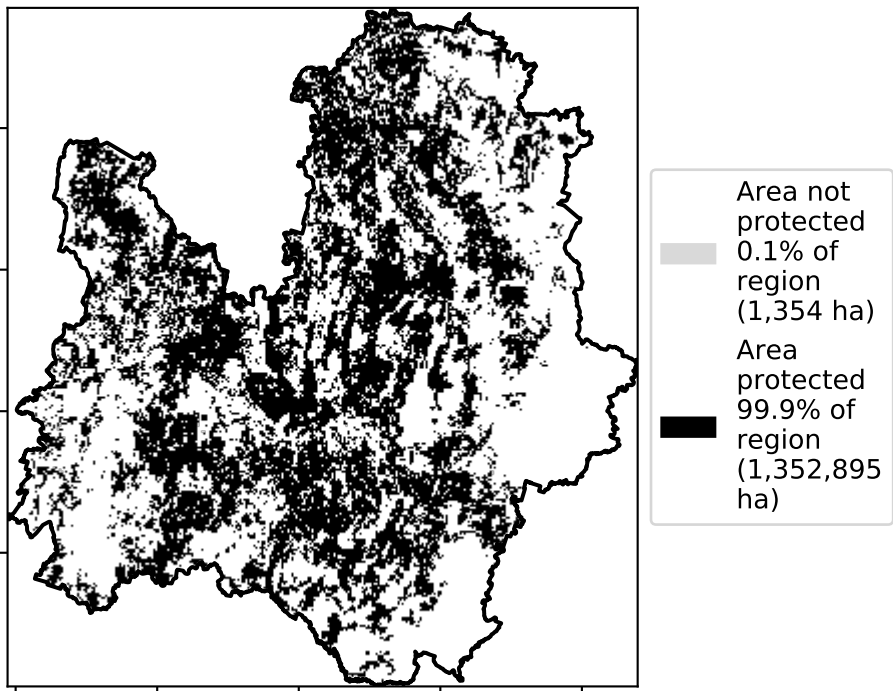 Area not
protected
0.1% of
region
(1,354 ha)
Area
protected
99.9% of
region
(1,352,895
ha)